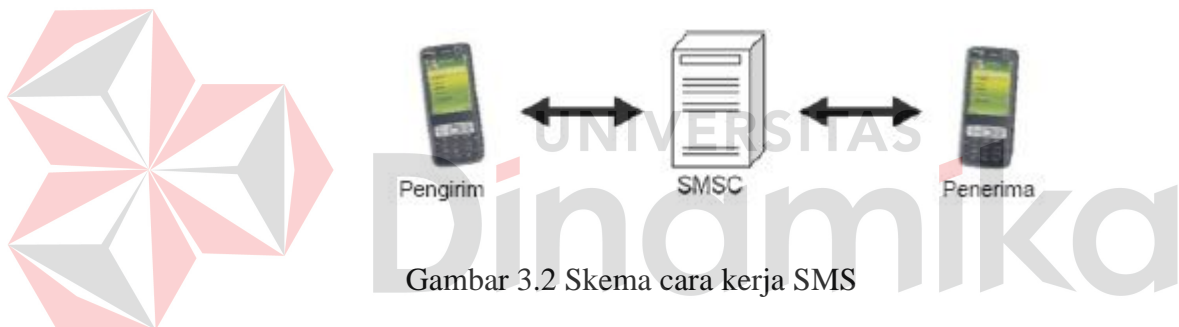 UNIVERSITAS
Dinamika
Pengirim
SMSC
Penerima
Gambar 3.2 Skema cara kerja SMS